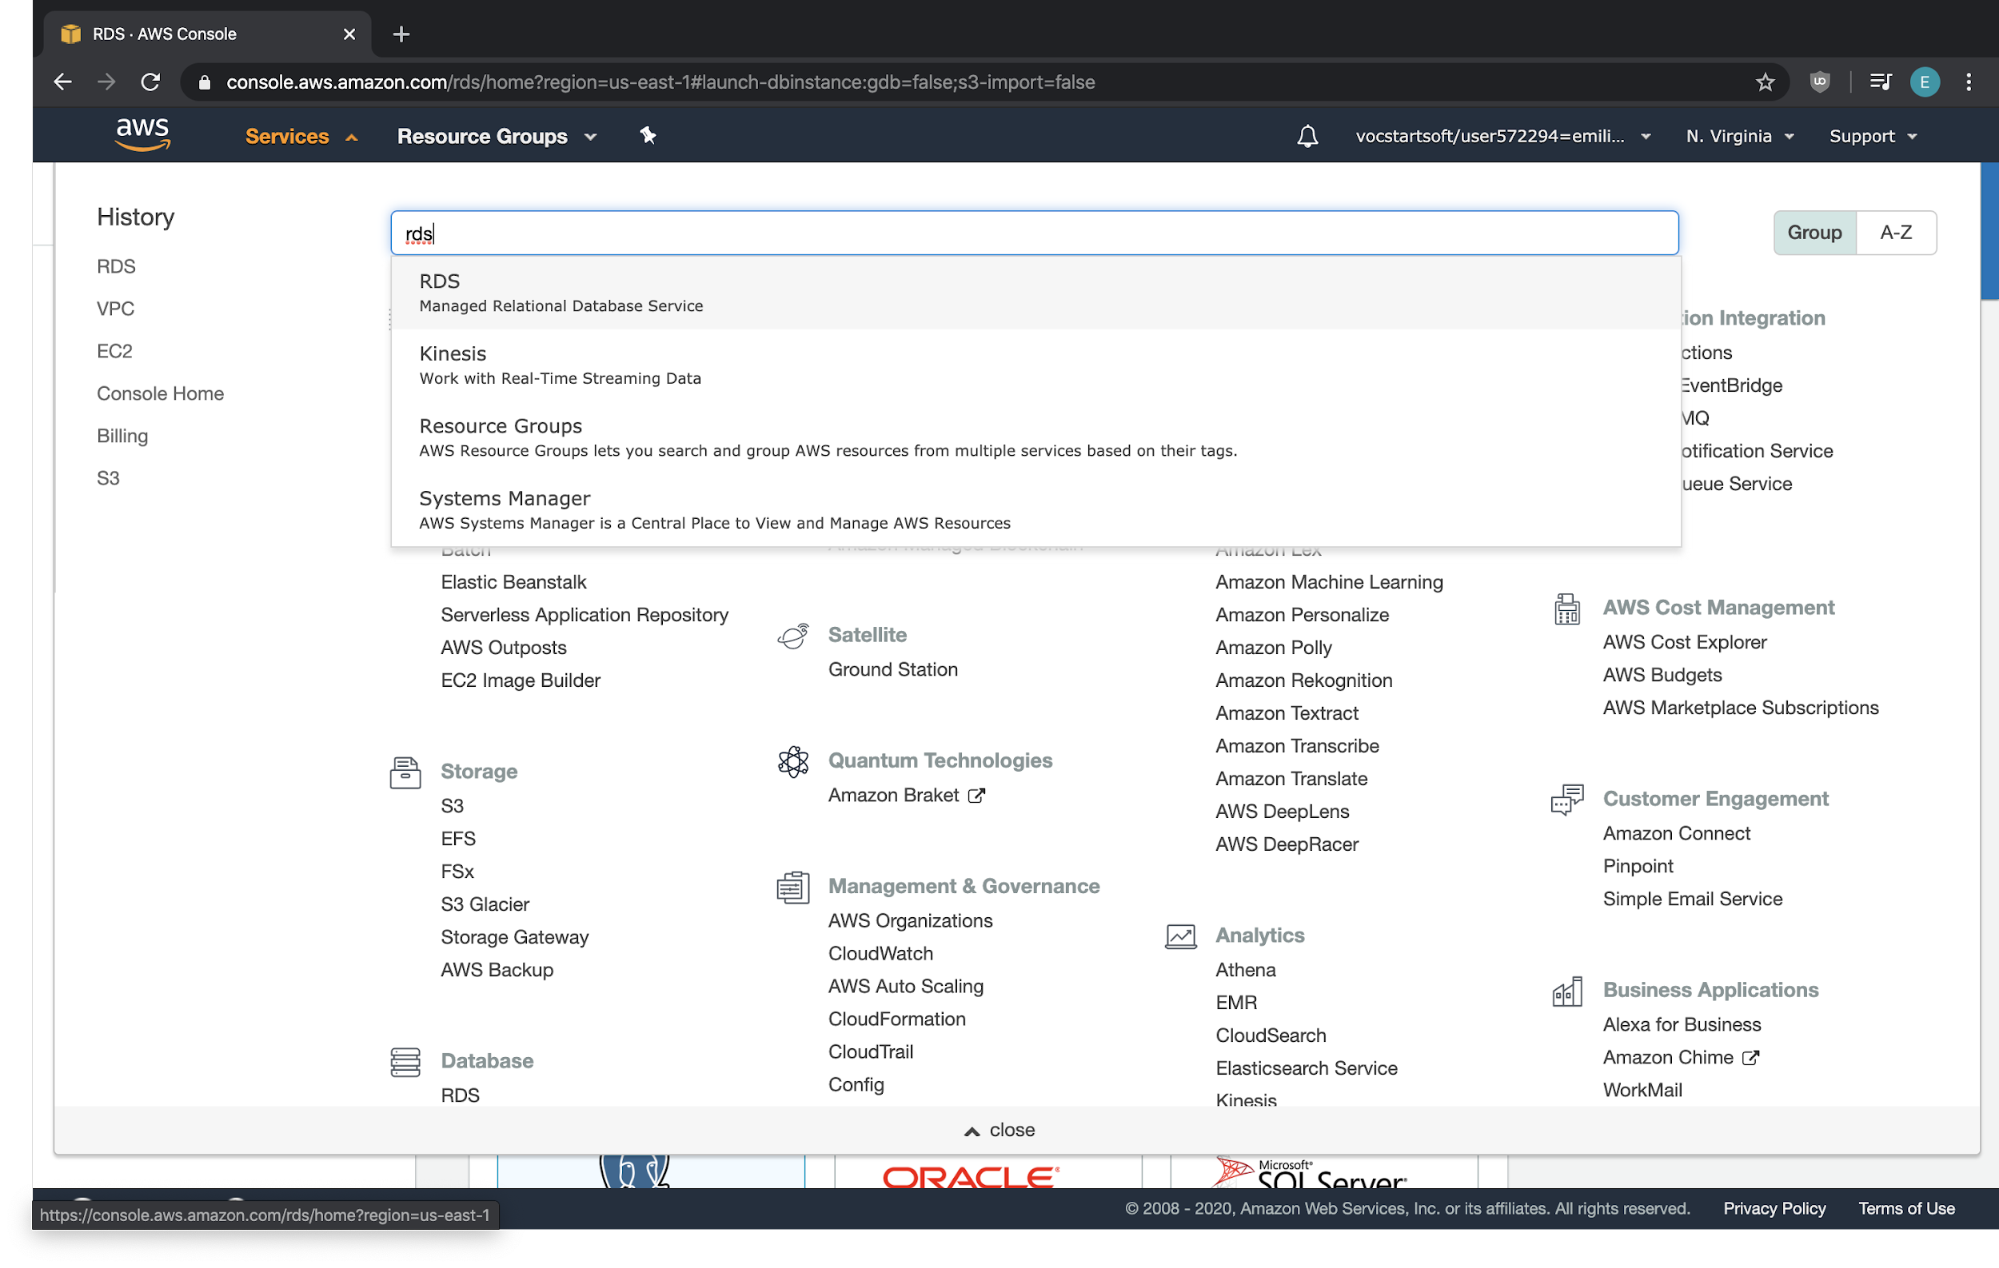 RDS · AWS Console
console.aws.amazon.com/rds/home?region=us-east-1#launch-dbinstance:gdb=false;s3-import=false
E
aws
Services
Resource Groups
vocstartsoft/user572294=emili...
N. Virginia
Support
History
RDS
VPC
EC2
Console Home
Billing
S3
rds
Group
A-Z
RDS
Managed Relational Database Service
Kinesis
Work with Real-Time Streaming Data
Resource Groups
AWS Resource Groups lets you search and group AWS resources from multiple services based on their tags.
Systems Manager
AWS Systems Manager is a Central Place to View and Manage AWS Resources
Batch
Elastic Beanstalk
Serverless Application Repository
AWS Outposts
EC2 Image Builder
Storage
S3
EFS
FSx
S3 Glacier
Storage Gateway
AWS Backup
Database
RDS
Amazon Managed Blockchain
Satellite
Ground Station
Quantum Technologies
Amazon Braket
Management & Governance
AWS Organizations
CloudWatch
AWS Auto Scaling
CloudFormation
CloudTrail
Config
Amazon Lex
Amazon Machine Learning
Amazon Personalize
Amazon Polly
Amazon Rekognition
Amazon Textract
Amazon Transcribe
Amazon Translate
AWS DeepLens
AWS DeepRacer
Analytics
Athena
EMR
CloudSearch
Elasticsearch Service
Kinesis
tion Integration
ctions
EventBridge
MQ
otification Service
ueue Service
AWS Cost Management
AWS Cost Explorer
AWS Budgets
AWS Marketplace Subscriptions
Customer Engagement
Amazon Connect
Pinpoint
Simple Email Service
Business Applications
Alexa for Business
Amazon Chime
WorkMail
close
ORACLE
Microsoft
SQL Server
https://console.aws.amazon.com/rds/home?region=us-east-1
© 2008 - 2020, Amazon Web Services, Inc. or its affiliates. All rights reserved.
Privacy Policy
Terms of Use